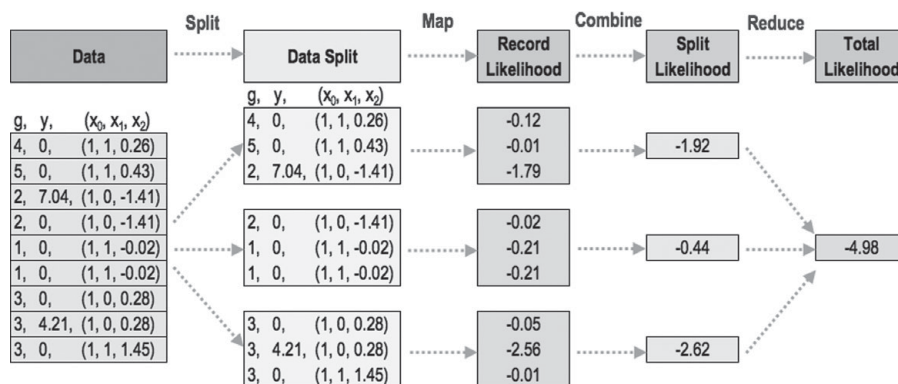 Split
Map
Combine
Reduce
Data
Data Split
Record
Likelihood
Split
Likelihood
Total
Likelihood
g, y, (x₀, x₁, x₂)
4, 0, (1, 1, 0.26)
5, 0, (1, 1, 0.43)
2, 7.04, (1, 0, -1.41)
2, 0, (1, 0, -1.41)
1, 0, (1, 1, -0.02)
1, 0, (1, 1, -0.02)
3, 0, (1, 0, 0.28)
3, 4.21, (1, 0, 0.28)
3, 0, (1, 1, 1.45)
g, y, (x₀, x₁, x₂)
4, 0, (1, 1, 0.26)
5, 0, (1, 1, 0.43)
2, 7.04, (1, 0, -1.41)
2, 0, (1, 0, -1.41)
1, 0, (1, 1, -0.02)
1, 0, (1, 1, -0.02)
3, 0, (1, 0, 0.28)
3, 4.21, (1, 0, 0.28)
3, 0, (1, 1, 1.45)
-0.12
-0.01
-1.79
-0.02
-0.21
-0.21
-0.05
-2.56
-0.01
-1.92
-0.44
-2.62
-4.98